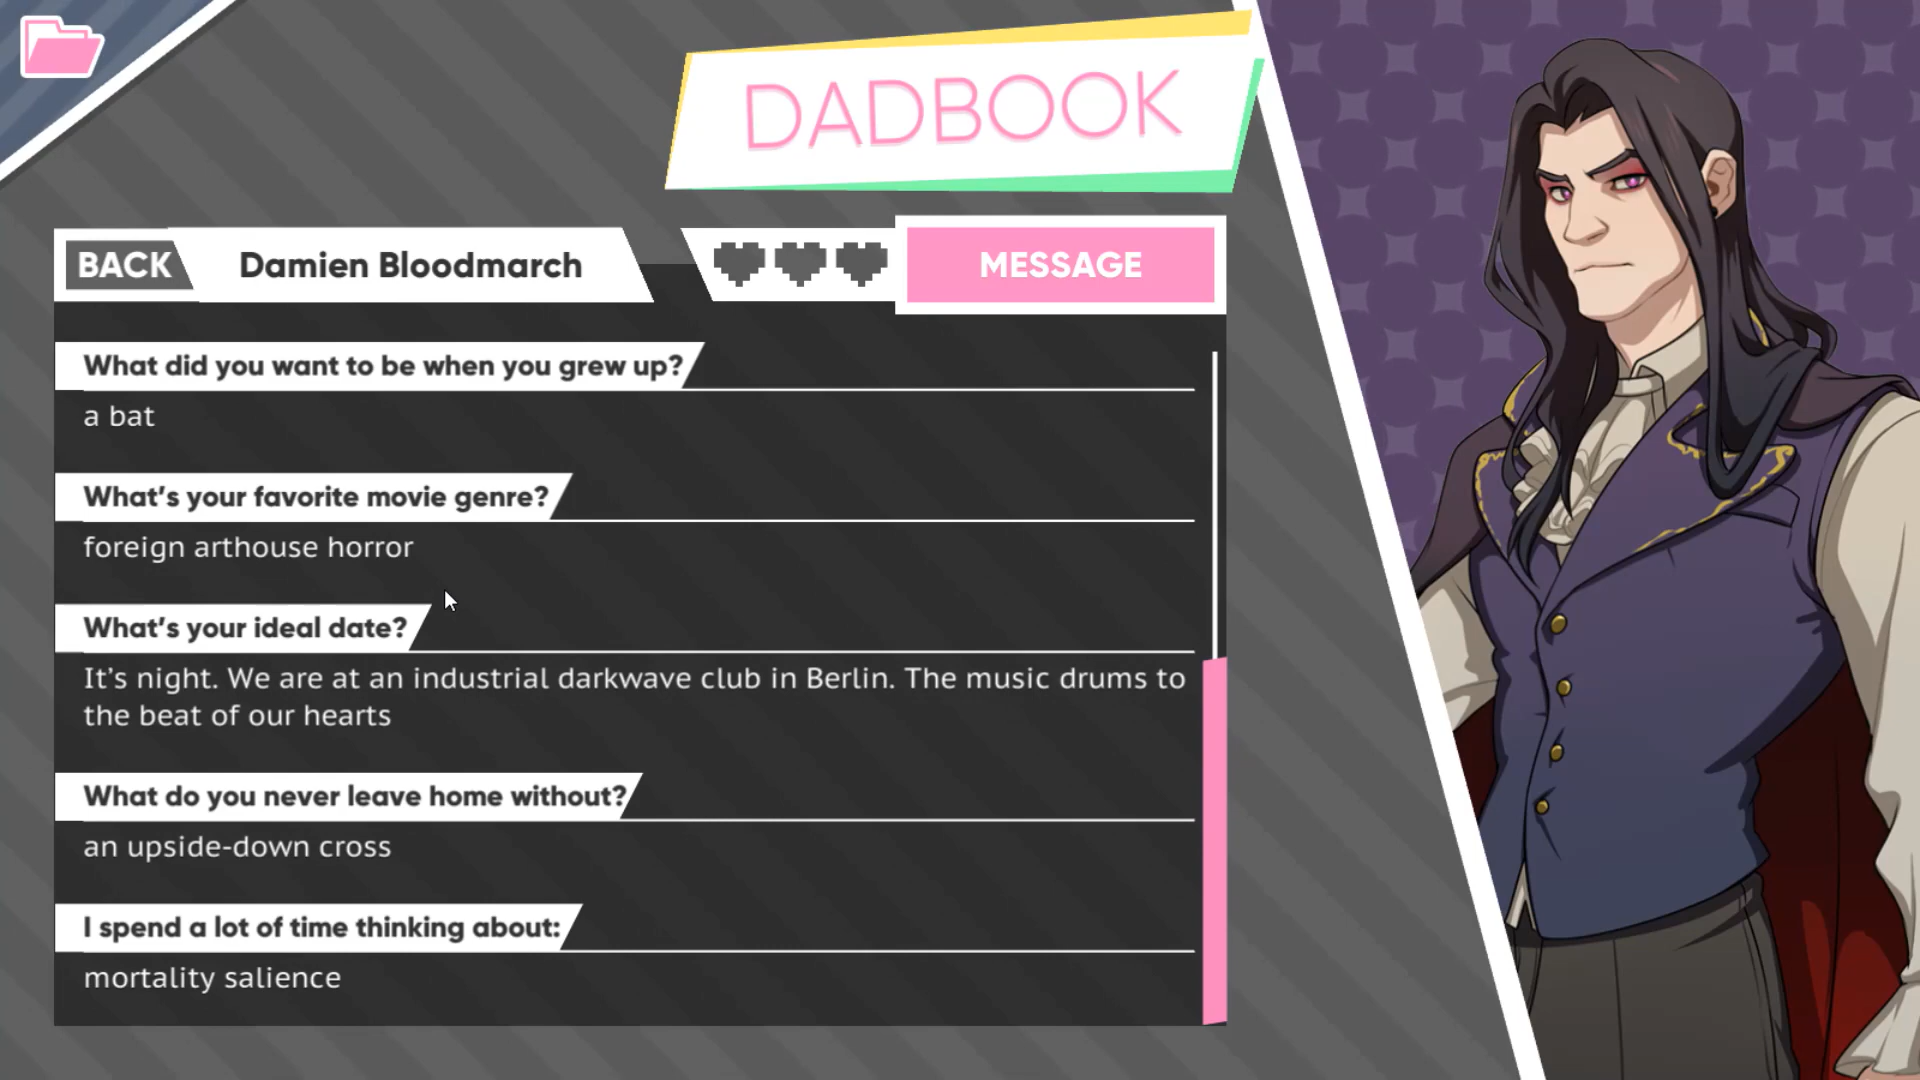 DADBOOK
BACK
Damien Bloodmarch
MESSAGE
What did you want to be when you grew up?
a bat
What's your favorite movie genre?
foreign arthouse horror
What's your ideal date?
It's night. We are at an industrial darkwave club in Berlin. The music drums to
the beat of our hearts
What do you never leave home without?
an upside-down cross
I spend a lot of time thinking about:
mortality salience